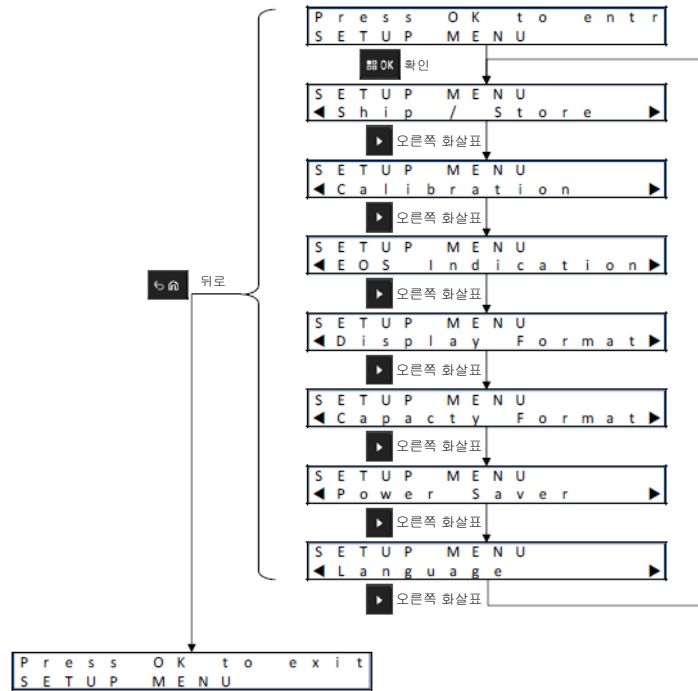 Press OK to entr
SETUP MENU
OK 확인
SETUP MENU
◀Ship / Store ▶
오른쪽 화살표
SETUP MENU
◀Calibration ▶
오른쪽 화살표
SETUP MENU
◀EOS Indication▶
오른쪽 화살표
뒤로
SETUP MENU
◀Display Format▶
오른쪽 화살표
SETUP MENU
◀Capacty Format▶
오른쪽 화살표
SETUP MENU
◀Power Saver ▶
오른쪽 화살표
SETUP MENU
◀Language ▶
오른쪽 화살표
Press OK to exit
SETUP MENU